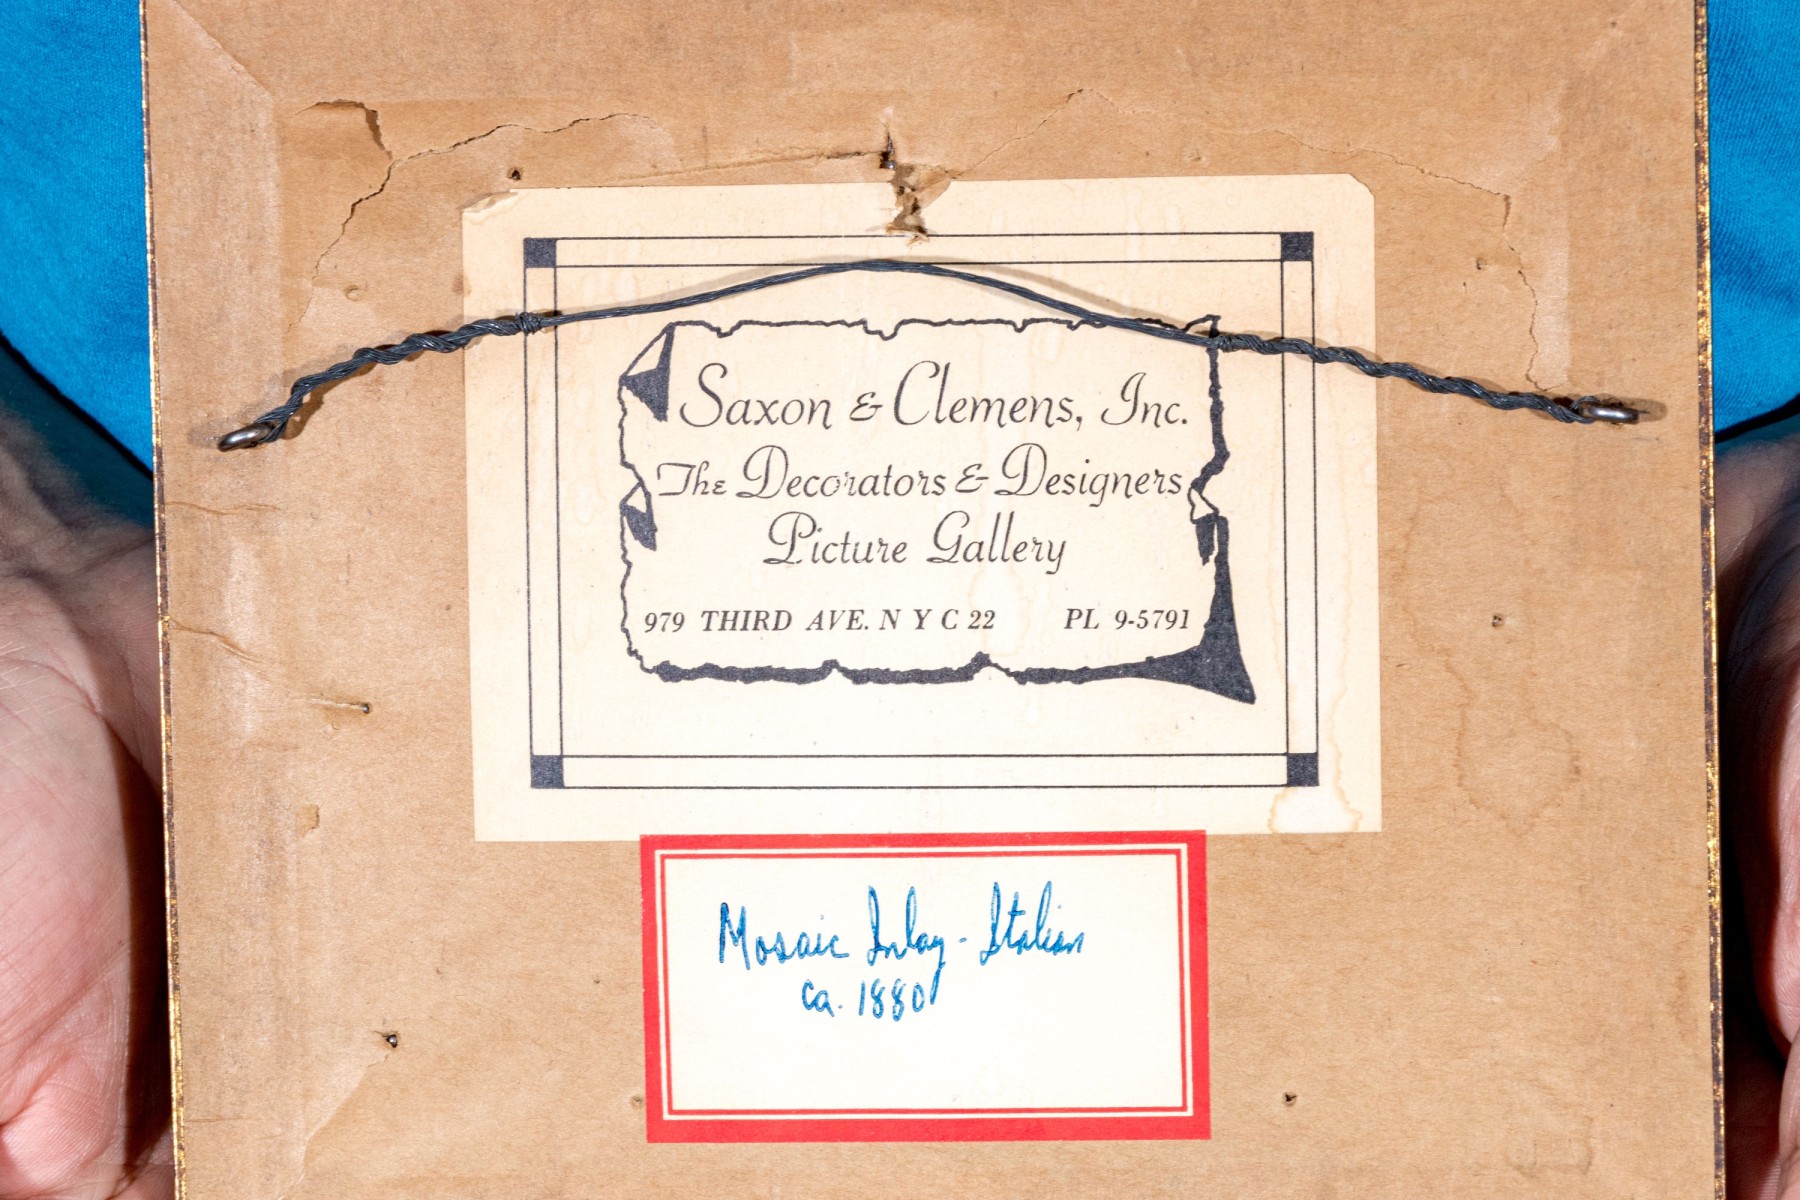 Saxon & Clemens, Inc.
The Decorators & Designers
Picture Gallery
979 THIRD AVE. N Y C 22 PL 9-5791
Mosaic Inlay - Italian
ca. 1880